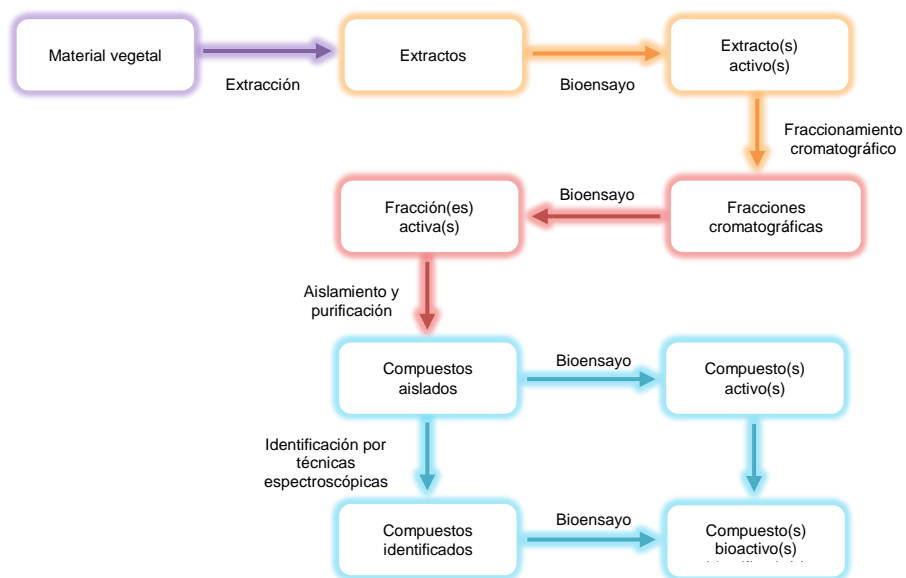 Material vegetal
Extracción
Extractos
Bioensayo
Extracto(s)
activo(s)
Fraccionamiento
cromatográfico
Fracción(es)
activa(s)
Bioensayo
Fracciones
cromatográficas
Aislamiento y
purificación
Compuestos
aislados
Bioensayo
Compuesto(s)
activo(s)
Identificación por
técnicas
espectroscópicas
Compuestos
identificados
Bioensayo
Compuesto(s)
bioactivo(s)